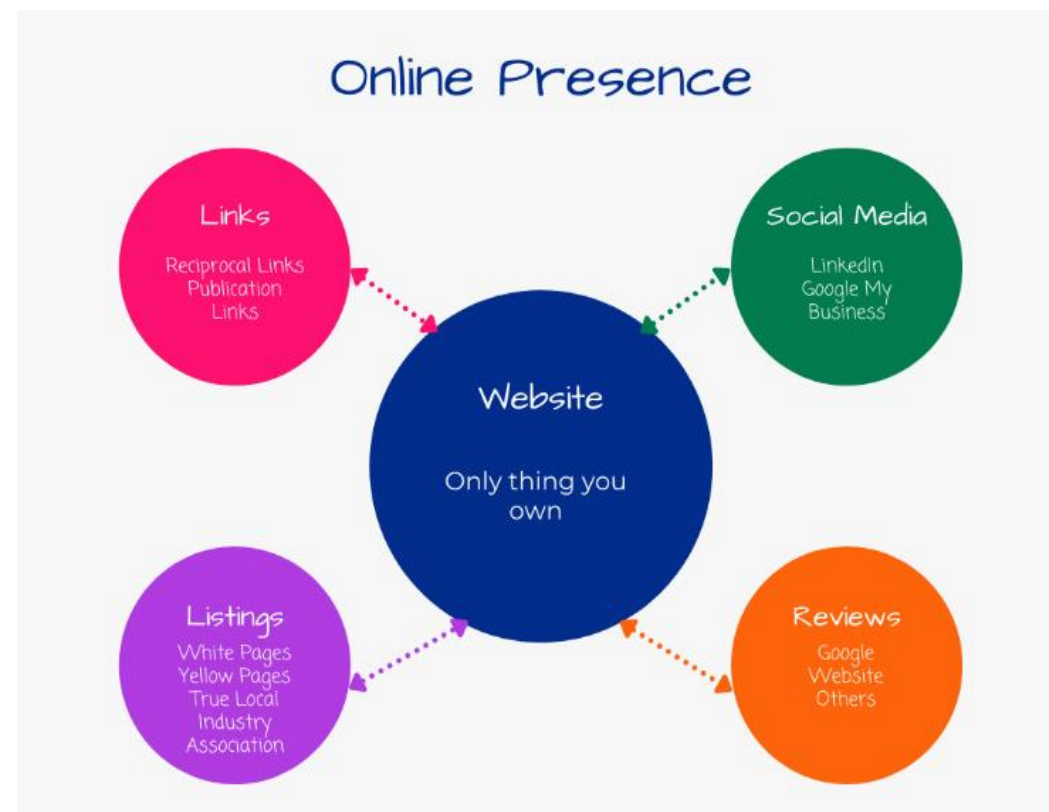 Online Presence
Links
Reciprocal Links
Publication
Links
Social Media
LinkedIn
Google My
Business
Website
Only thing you
own
Listings
White Pages
Yellow Pages
True Local
Industry
Association
Reviews
Google
Website
Others